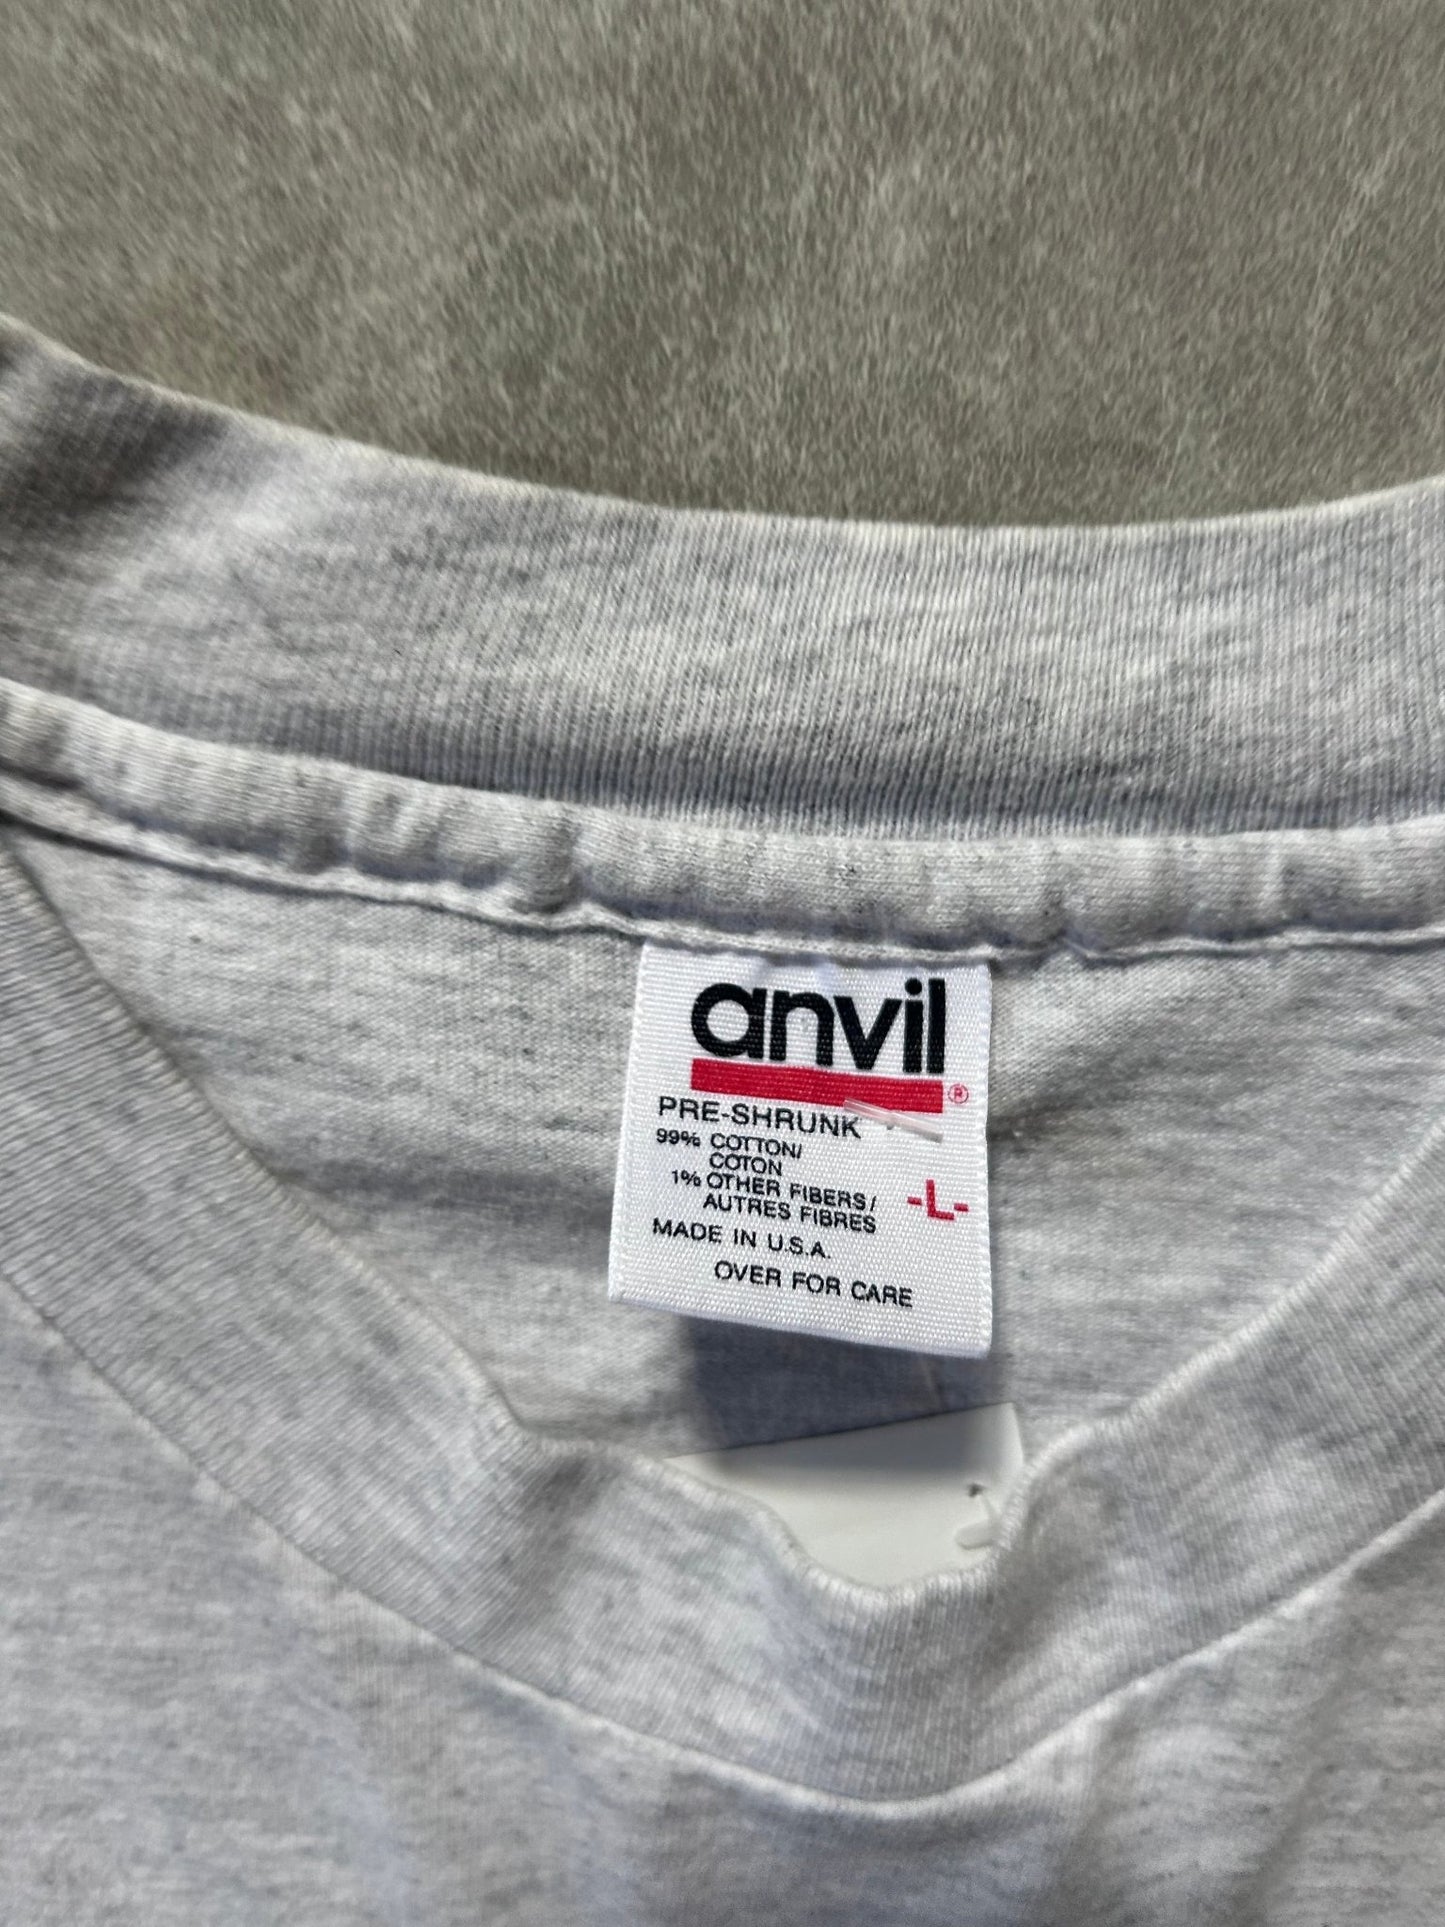 anvil®
PRE-SHRUNK
99% COTTON/
COTON
1% OTHER FIBERS/
AUTRES FIBRES
-L-
MADE IN U.S.A.
OVER FOR CARE